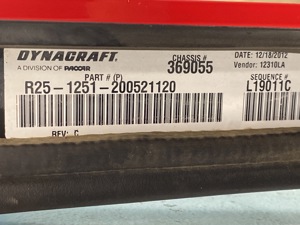 DYNACRAFT.
A DIVISION OF PACCAR
CHASSIS #
369055
DATE: 12/18/2012
Vendor: 12310LA
PART # (P)
R25-1251-200521120
SEQUENCE #
L19011C
REV: C